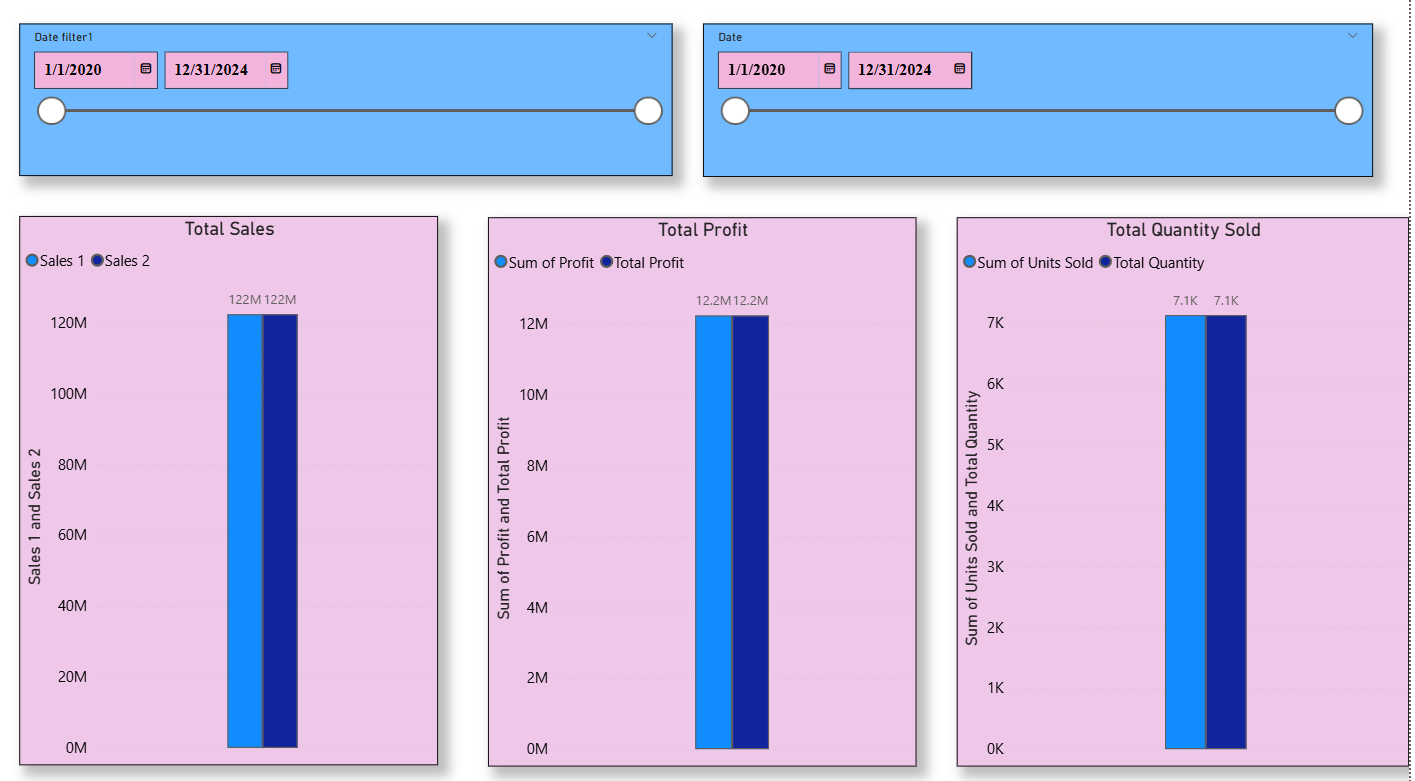 Date filter1
1/1/2020 12/31/2024
Date
1/1/2020 12/31/2024
Total Sales
Sales 1 Sales 2
122M 122M
120M
100M
80M
60M
40M
20M
0M
Sales 1 and Sales 2
Total Profit
Sum of Profit Total Profit
12.2M 12.2M
12M
10M
8M
6M
4M
2M
0M
Sum of Profit and Total Profit
Total Quantity Sold
Sum of Units Sold Total Quantity
7.1K 7.1K
7K
6K
5K
4K
3K
2K
1K
0K
Sum of Units Sold and Total Quantity